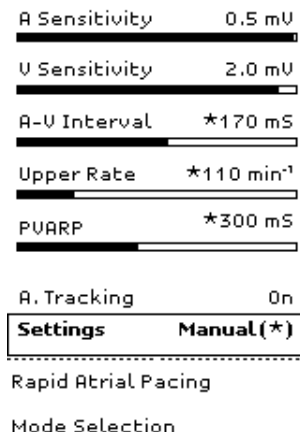 A Sensitivity 0.5 mV
V Sensitivity 2.0 mV
A-V Interval *170 mS
Upper Rate *110 min⁻¹
PVARP *300 mS
A. Tracking On
Settings Manual(*)
Rapid Atrial Pacing
Mode Selection